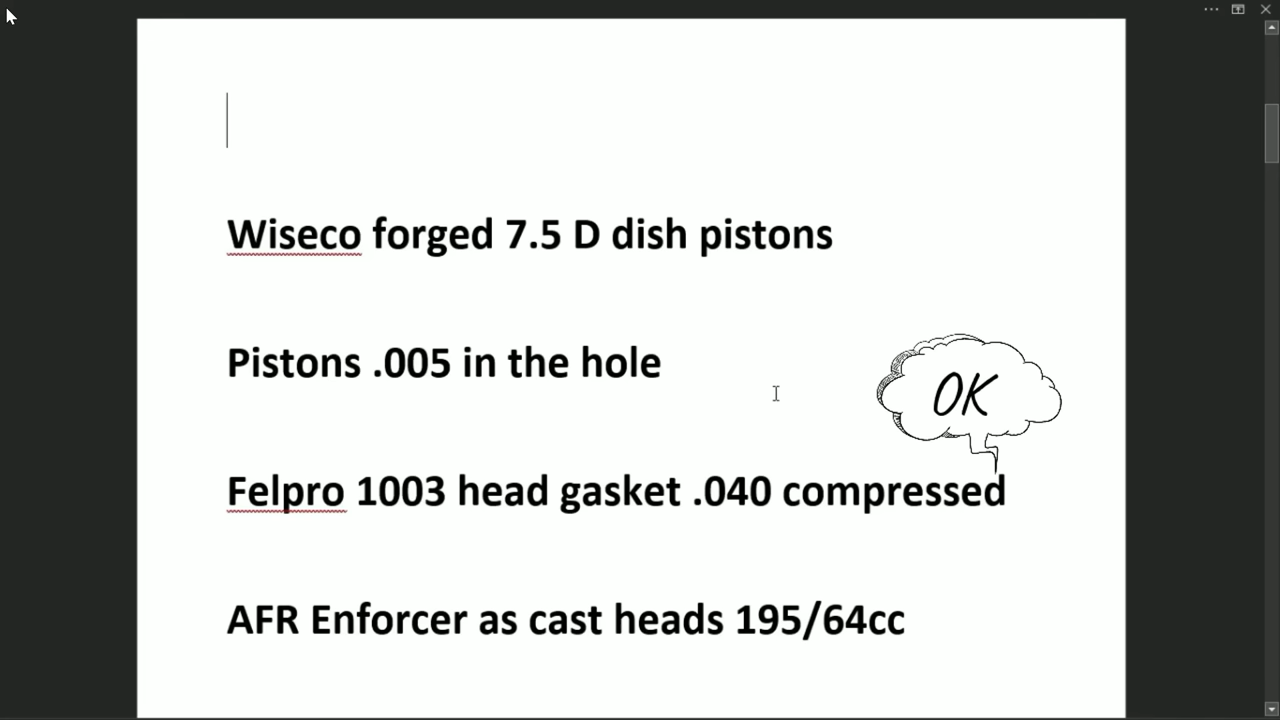 Wiseco forged 7.5 D dish pistons
Pistons .005 in the hole
OK
Felpro 1003 head gasket .040 compressed
AFR Enforcer as cast heads 195/64cc